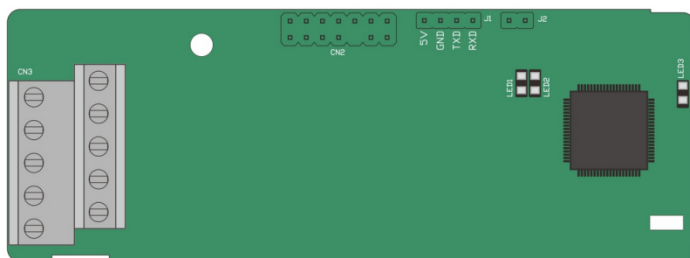 J1
J2
5V
GND
TXD
RXD
CN2
CN3
LED1
LED2
LED3